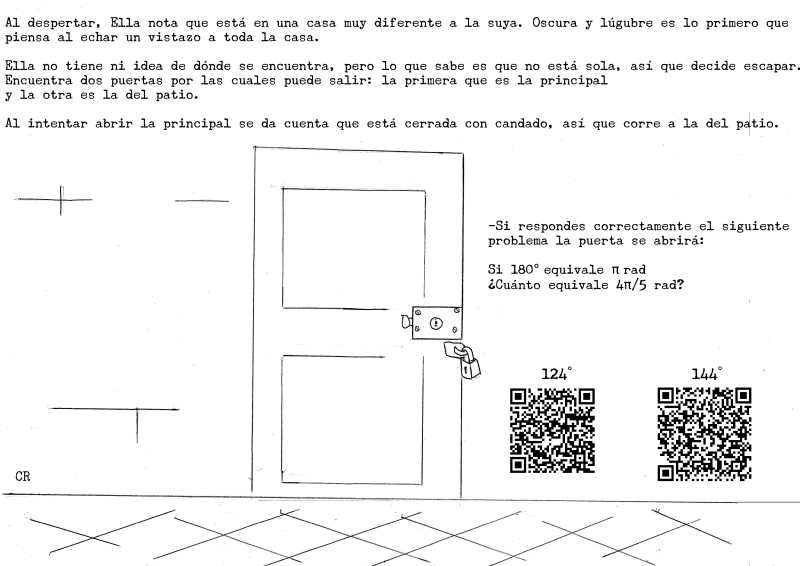 Al despertar, Ella nota que está en una casa muy diferente a la suya. Oscura y lúgubre es lo primero que
piensa al echar un vistazo a toda la casa.
Ella no tiene ni idea de dónde se encuentra, pero lo que sabe es que no está sola, así que decide escapar.
Encuentra dos puertas por las cuales puede salir: la primera que es la principal
y la otra es la del patio.
Al intentar abrir la principal se da cuenta que está cerrada con candado, así que corre a la del patio.
-Si respondes correctamente el siguiente
problema la puerta se abrirá:
Si 180° equivale π rad
¿Cuánto equivale 4π/5 rad?
124°
144°
CR